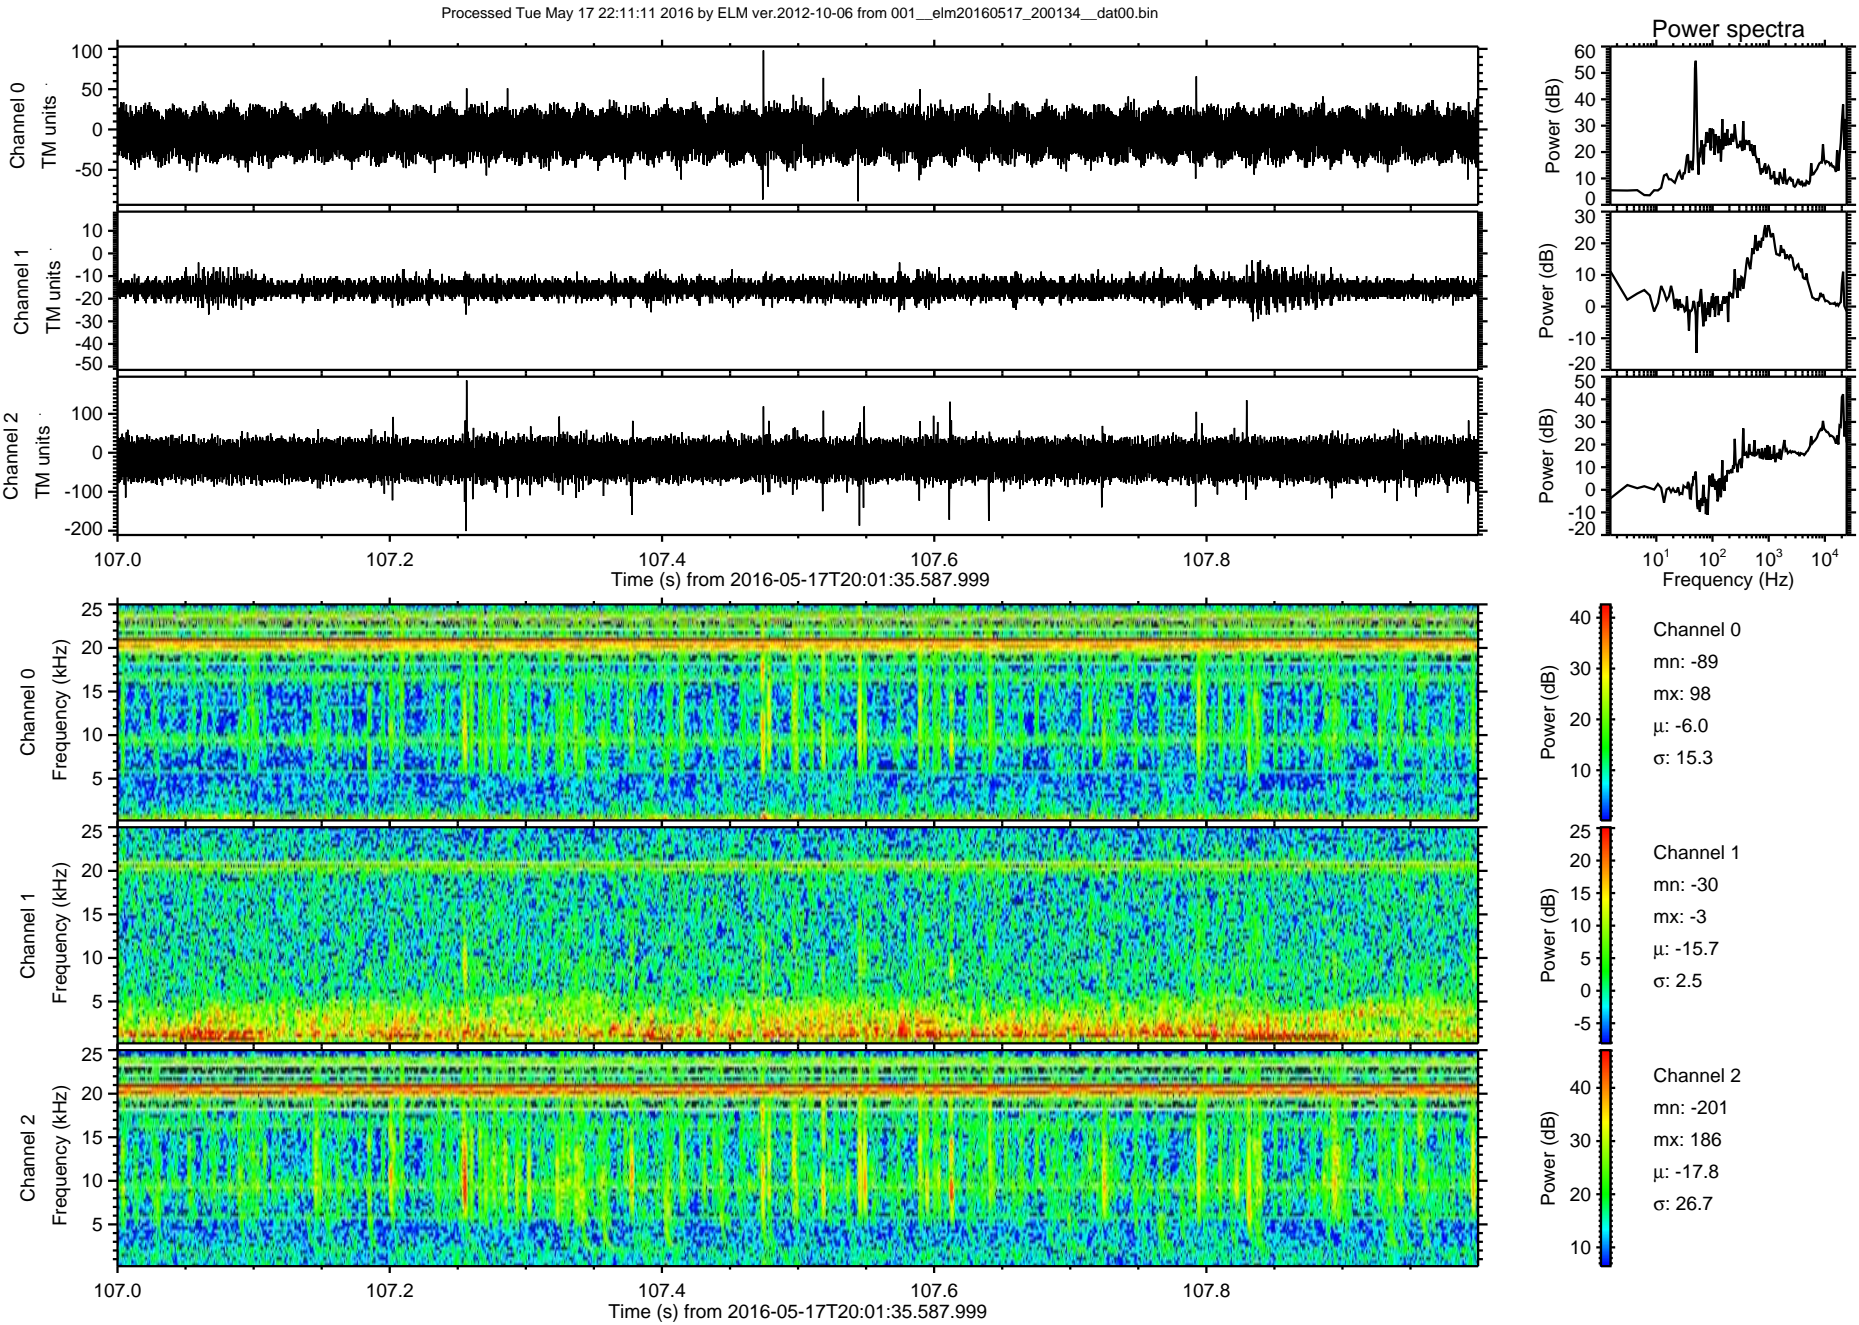 Processed Tue May 17 22:11:11 2016 by ELM ver.2012-10-06 from 001__elm20160517_200134__dat00.bin
Power spectra
Channel 0
TM units
100
50
0
-50
Power (dB)
60
50
40
30
20
10
0
Channel 1
TM units
10
0
-10
-20
-30
-40
-50
Power (dB)
30
20
10
0
-10
-20
Channel 2
TM units
100
0
-100
-200
Power (dB)
50
40
30
20
10
0
-10
-20
107.0 107.2 107.4 107.6 107.8
Time (s) from 2016-05-17T20:01:35.587.999
10^1 10^2 10^3 10^4
Frequency (Hz)
Channel 0
Frequency (kHz)
25
20
15
10
5
Power (dB)
40
30
20
10
Channel 0
mn: -89
mx: 98
µ: -6.0
σ: 15.3
Channel 1
Frequency (kHz)
25
20
15
10
5
Power (dB)
25
20
15
10
5
0
-5
Channel 1
mn: -30
mx: -3
µ: -15.7
σ: 2.5
Channel 2
Frequency (kHz)
25
20
15
10
5
Power (dB)
40
30
20
10
Channel 2
mn: -201
mx: 186
µ: -17.8
σ: 26.7
107.0 107.2 107.4 107.6 107.8
Time (s) from 2016-05-17T20:01:35.587.999